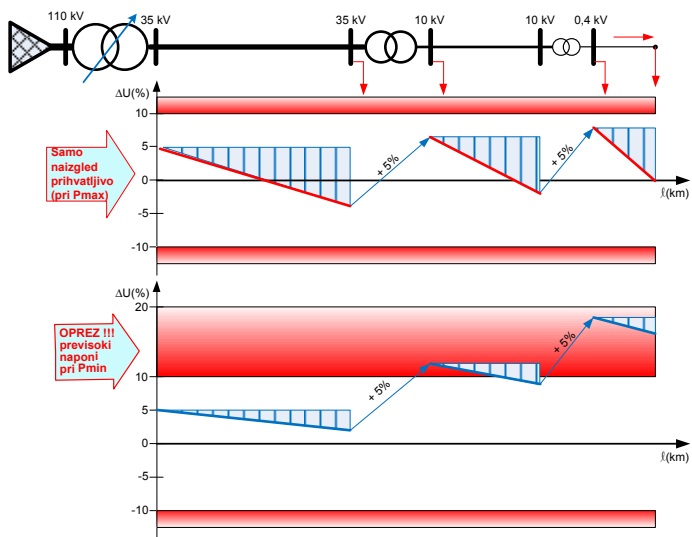 110 kV
35 kV
35 kV
10 kV
10 kV
0,4 kV
ΔU(%)
10
5
0
-5
-10
+ 5%
+ 5%
ℓ(km)
Samo
naizgled
prihvatljivo
(pri Pmax)
ΔU(%)
20
10
5
0
-5
-10
+ 5%
+ 5%
ℓ(km)
OPREZ !!!
previsoki
naponi
pri Pmin